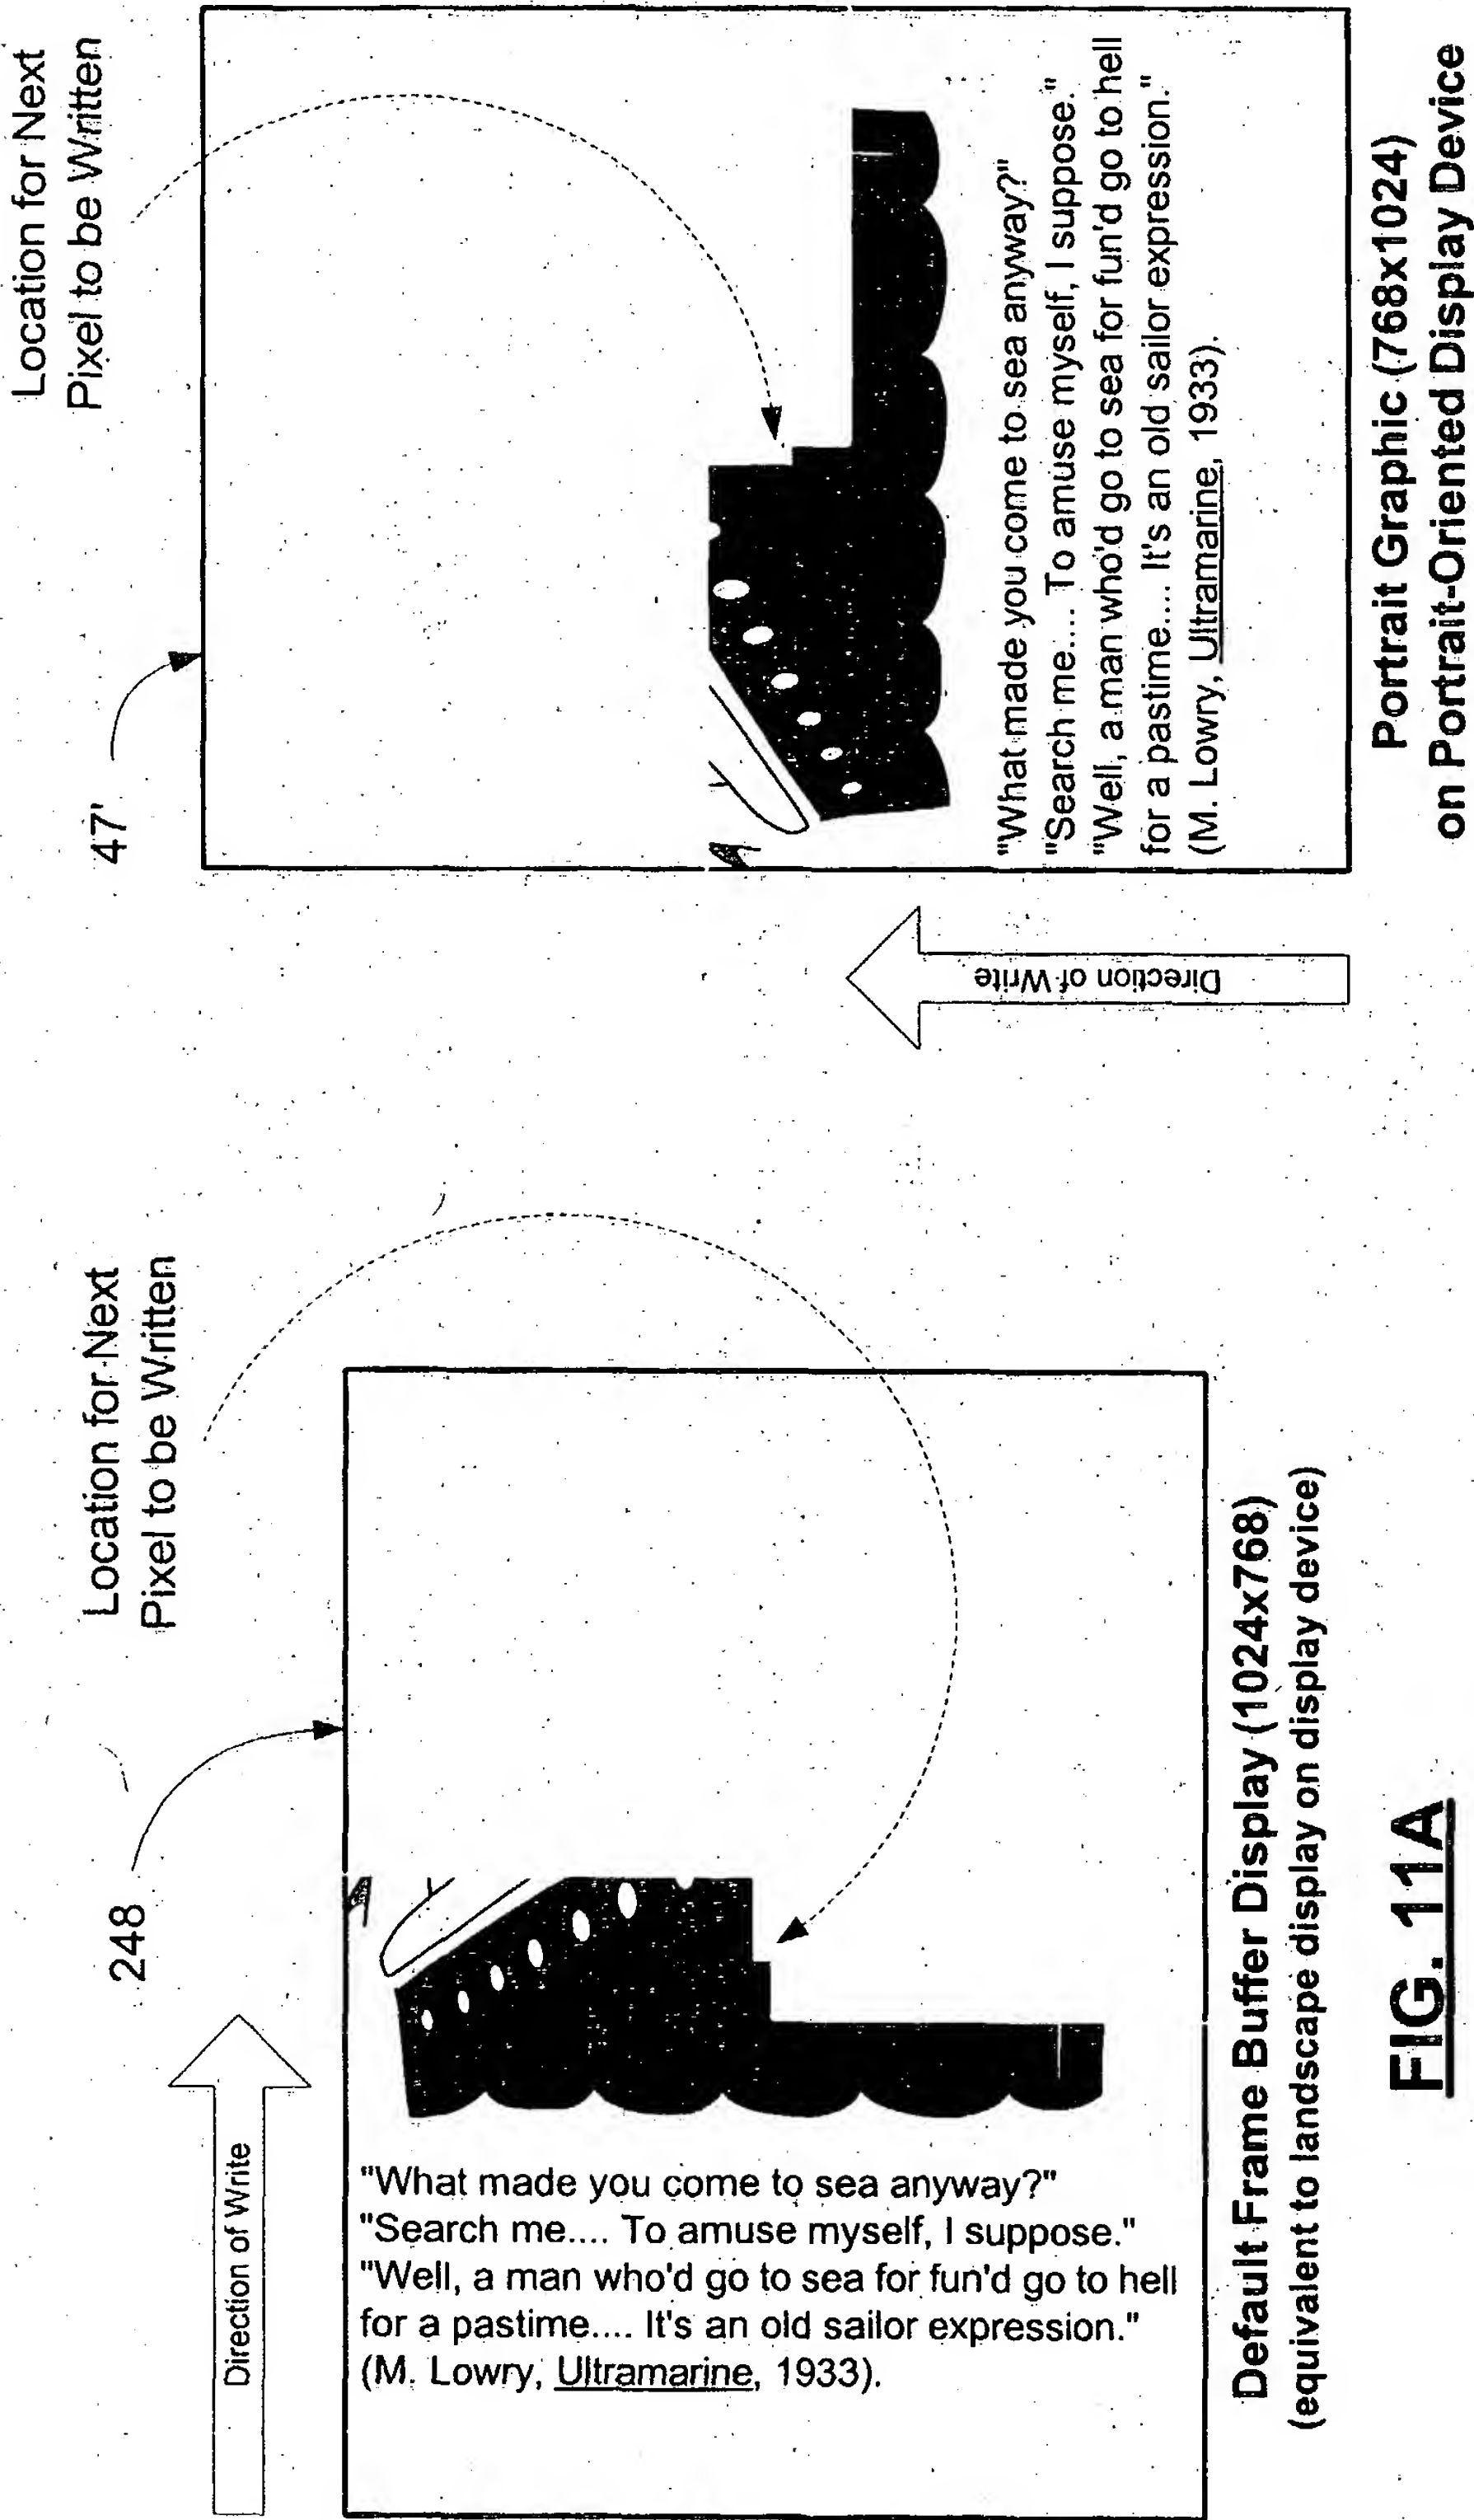 Location for Next
Pixel to be Written
248
Direction of Write
"What made you come to sea anyway?"
"Search me.... To amuse myself, I suppose."
"Well, a man who'd go to sea for fun'd go to hell
for a pastime.... It's an old sailor expression."
(M. Lowry, Ultramarine, 1933).
Default Frame Buffer Display (1024x768)
(equivalent to landscape display on display device)
Location for Next
Pixel to be Written
47'
Direction of Write
"What made you come to sea anyway?"
"Search me.... To amuse myself, I suppose."
"Well, a man who'd go to sea for fun'd go to hell
for a pastime.... It's an old sailor expression."
(M. Lowry, Ultramarine, 1933).
Portrait Graphic (768x1024)
on Portrait-Oriented Display Device
FIG. 11A